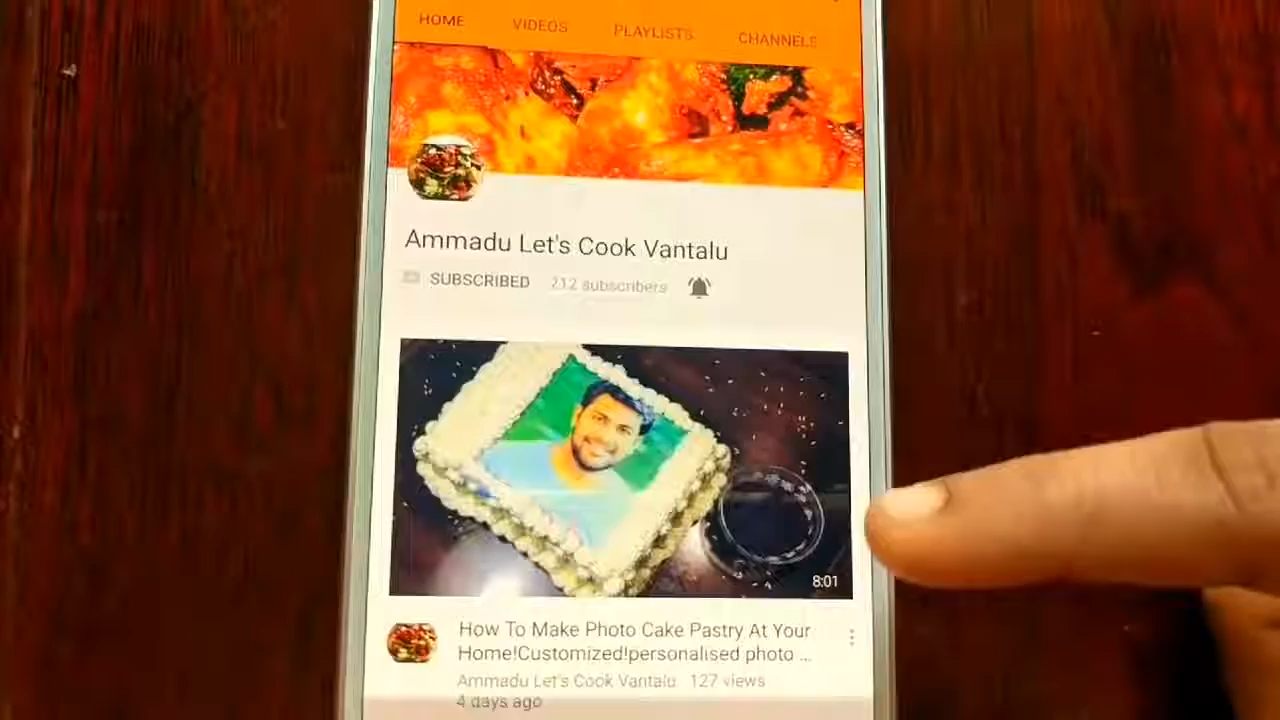 HOME VIDEOS PLAYLISTS CHANNELS
Ammadu Let's Cook Vantalu
SUBSCRIBED 212 subscribers
8:01
How To Make Photo Cake Pastry At Your
Home!Customized!personalised photo ...
Ammadu Let's Cook Vantalu 127 views
4 days ago